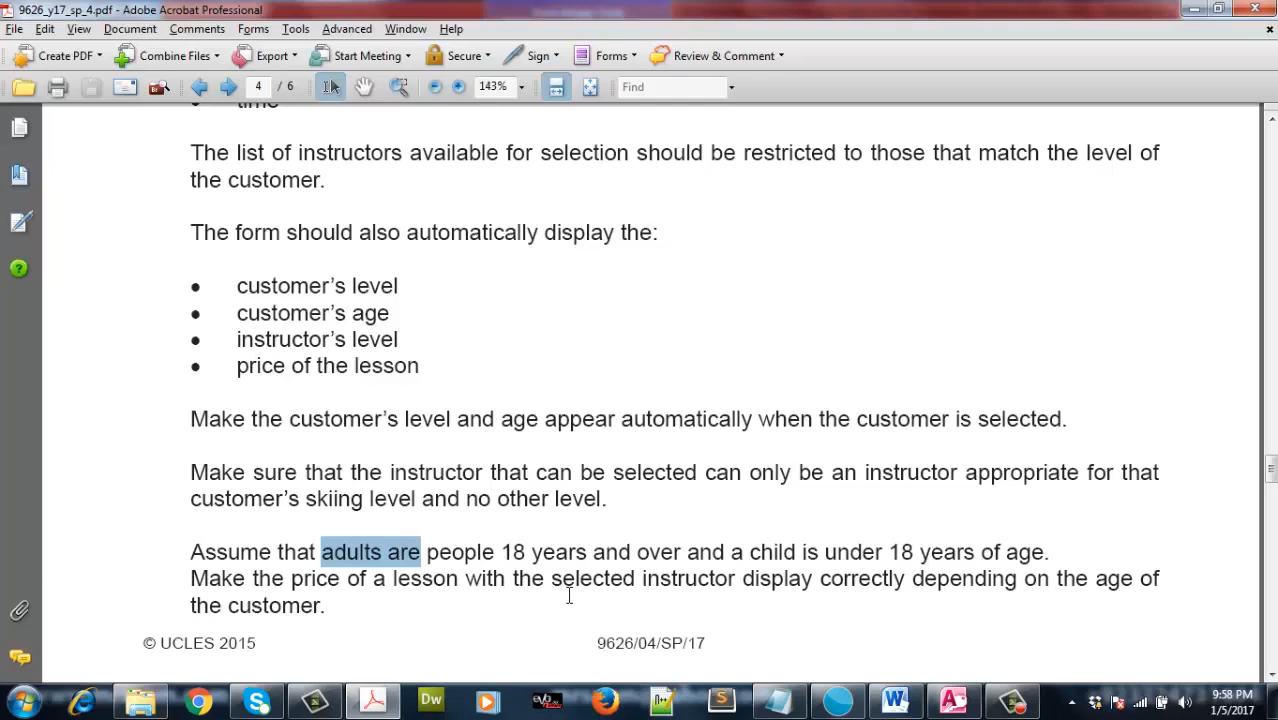 9626_y17_sp_4.pdf - Adobe Acrobat Professional
File Edit View Document Comments Forms Tools Advanced Window Help
Create PDF Combine Files Export Start Meeting Secure Sign Forms Review & Comment
4 / 6 143% Find
time
The list of instructors available for selection should be restricted to those that match the level of
the customer.
The form should also automatically display the:
• customer's level
• customer's age
• instructor's level
• price of the lesson
Make the customer's level and age appear automatically when the customer is selected.
Make sure that the instructor that can be selected can only be an instructor appropriate for that
customer's skiing level and no other level.
Assume that adults are people 18 years and over and a child is under 18 years of age.
Make the price of a lesson with the selected instructor display correctly depending on the age of
the customer.
© UCLES 2015 9626/04/SP/17
9:58 PM
1/5/2017